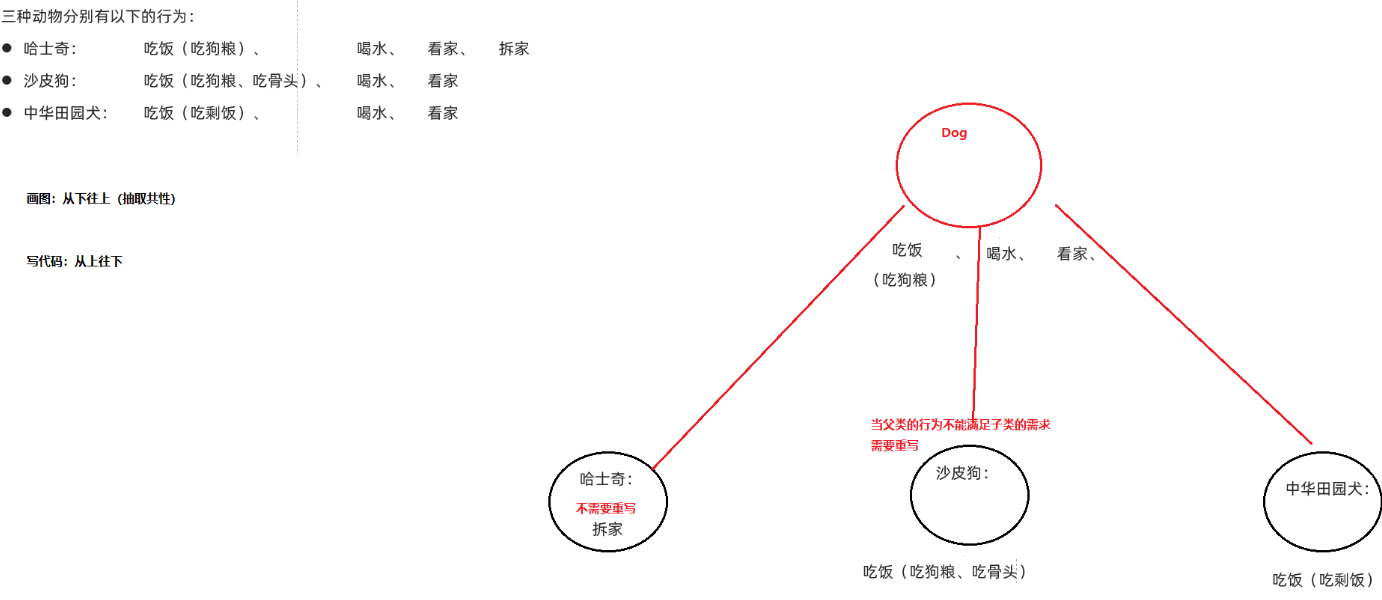 三种动物分别有以下的行为：
● 哈士奇： 吃饭（吃狗粮）、 喝水、 看家、 拆家
● 沙皮狗： 吃饭（吃狗粮、吃骨头）、 喝水、 看家
● 中华田园犬： 吃饭（吃剩饭）、 喝水、 看家
画图：从下往上（抽取共性）
写代码：从上往下
Dog
吃饭 、 喝水、 看家、
（吃狗粮）
当父类的行为不能满足子类的需求
需要重写
哈士奇：
不需要重写
拆家
沙皮狗：
吃饭（吃狗粮、吃骨头）
中华田园犬：
吃饭（吃剩饭）